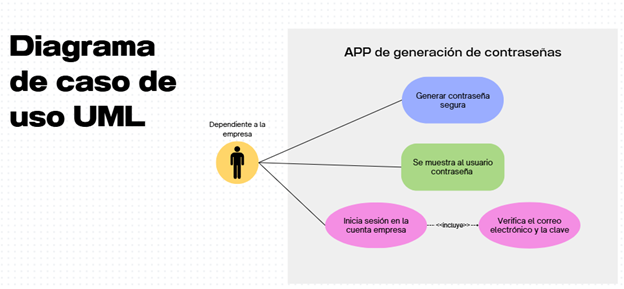 Diagrama
de caso de
uso UML
APP de generación de contraseñas
Generar contraseña
segura
Dependiente a la
empresa
Se muestra al usuario
contraseña
Inicia sesión en la
cuenta empresa
<<incluye>>
Verifica el correo
electrónico y la clave